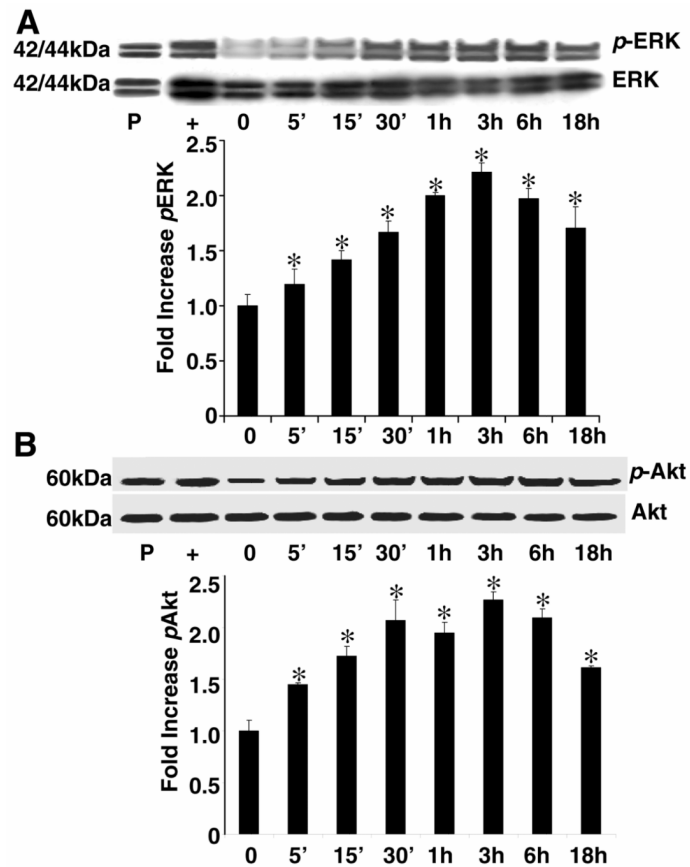 A
42/44kDa p-ERK
42/44kDa ERK
P + 0 5’ 15’ 30’ 1h 3h 6h 18h
Fold Increase pERK
2.5
2.0
1.5
1.0
0.5
0
* * * * * * *
0 5’ 15’ 30’ 1h 3h 6h 18h
B
60kDa p-Akt
60kDa Akt
P + 0 5’ 15’ 30’ 1h 3h 6h 18h
Fold Increase pAkt
2.5
2.0
1.5
1.0
0.5
0
* * * * * * *
0 5’ 15’ 30’ 1h 3h 6h 18h